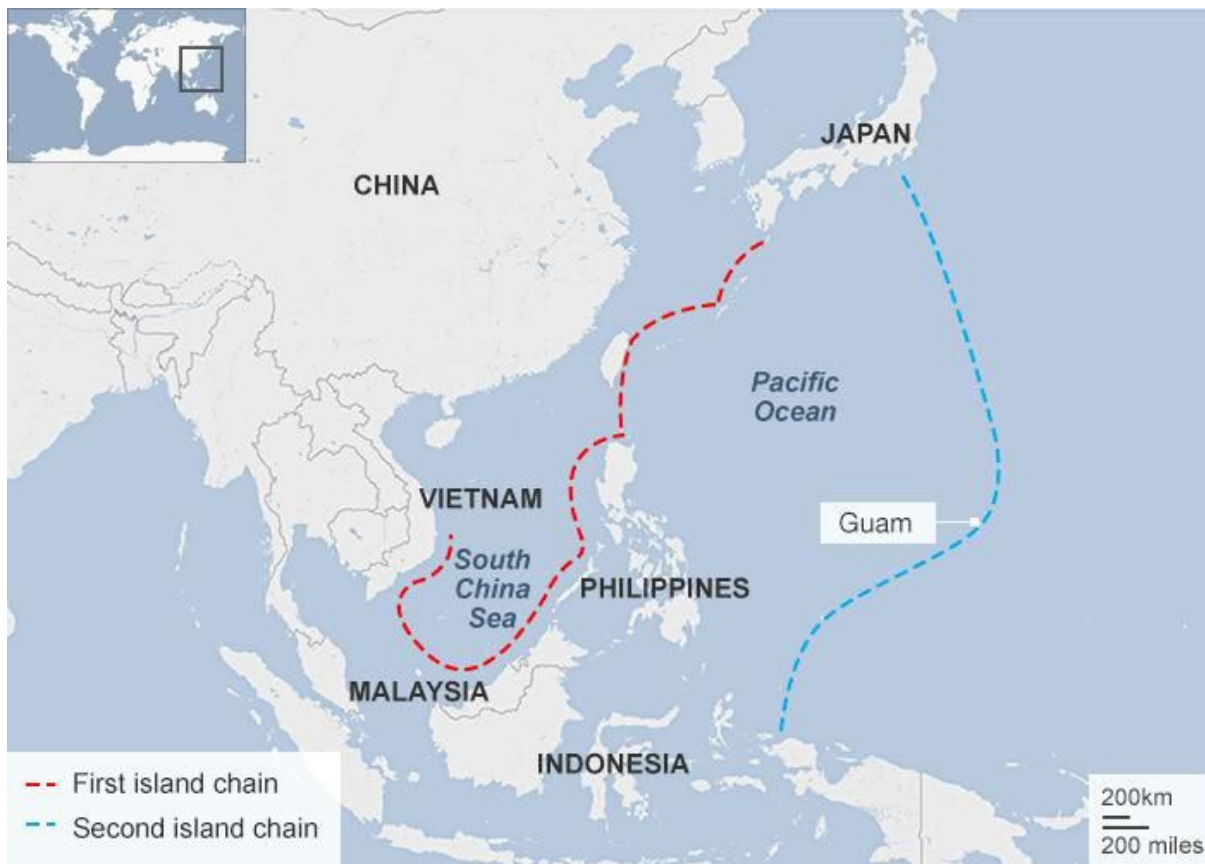 JAPAN
CHINA
Pacific
Ocean
VIETNAM
Guam
South
China
Sea
PHILIPPINES
MALAYSIA
INDONESIA
First island chain
Second island chain
200km
200 miles